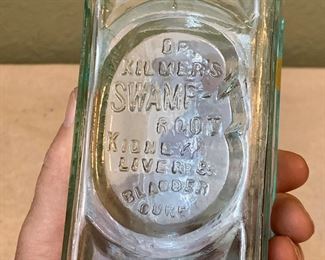 DR.
KILMER'S
SWAMP-
ROOT
KIDNEY
LIVER &
BLADDER
CURE